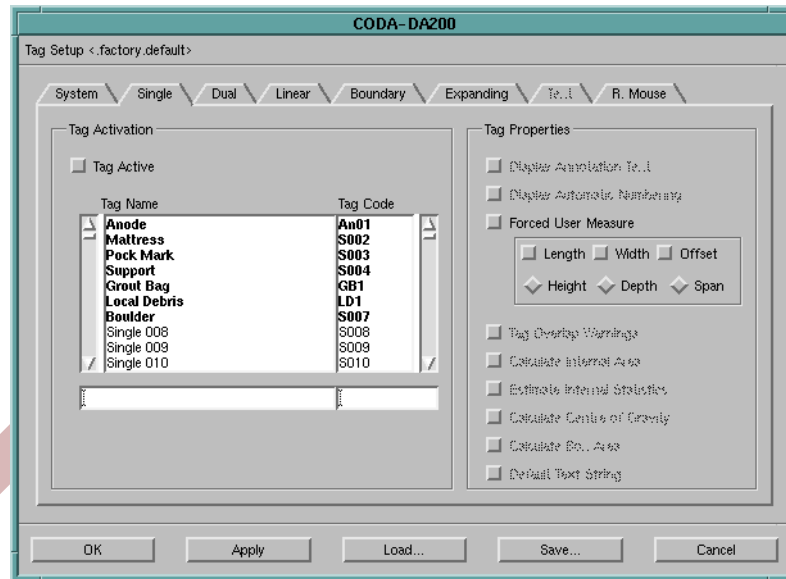 CODA-DA200
Tag Setup <.factory.default>
System Single Dual Linear Boundary Expanding R. Mouse
Tag Activation
Tag Active
Tag Name Tag Code
Anode An01
Mattress S002
Pock Mark S003
Support S004
Grout Bag GB1
Local Debris LD1
Boulder S007
Single 008 S008
Single 009 S009
Single 010 S010
Tag Properties
Display Annotation
Display Automatic Numbering
Forced User Measure
Length Width Offset
Height Depth Span
Tag Overlap Warnings
Calculate Internal Area
Estimate Internal Statistics
Calculate Centre of Gravity
Calculate Area
Default Text String
OK Apply Load... Save... Cancel